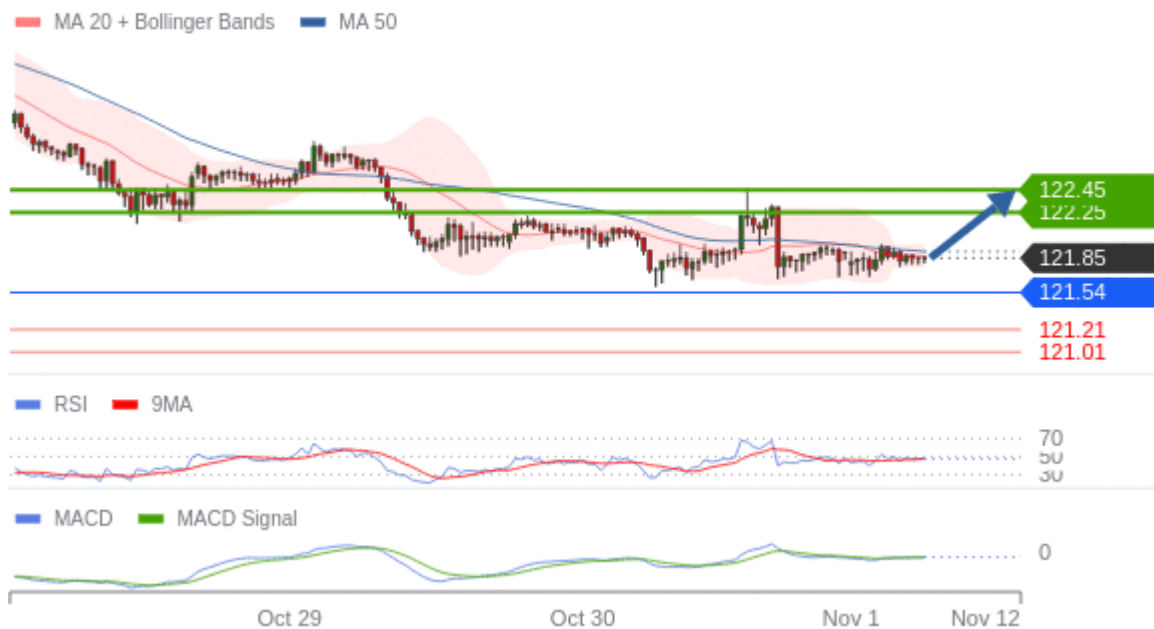 MA 20 + Bollinger Bands MA 50
122.45
122.25
121.85
121.54
121.21
121.01
RSI 9MA
70
50
30
MACD MACD Signal
0
Oct 29 Oct 30 Nov 1 Nov 12